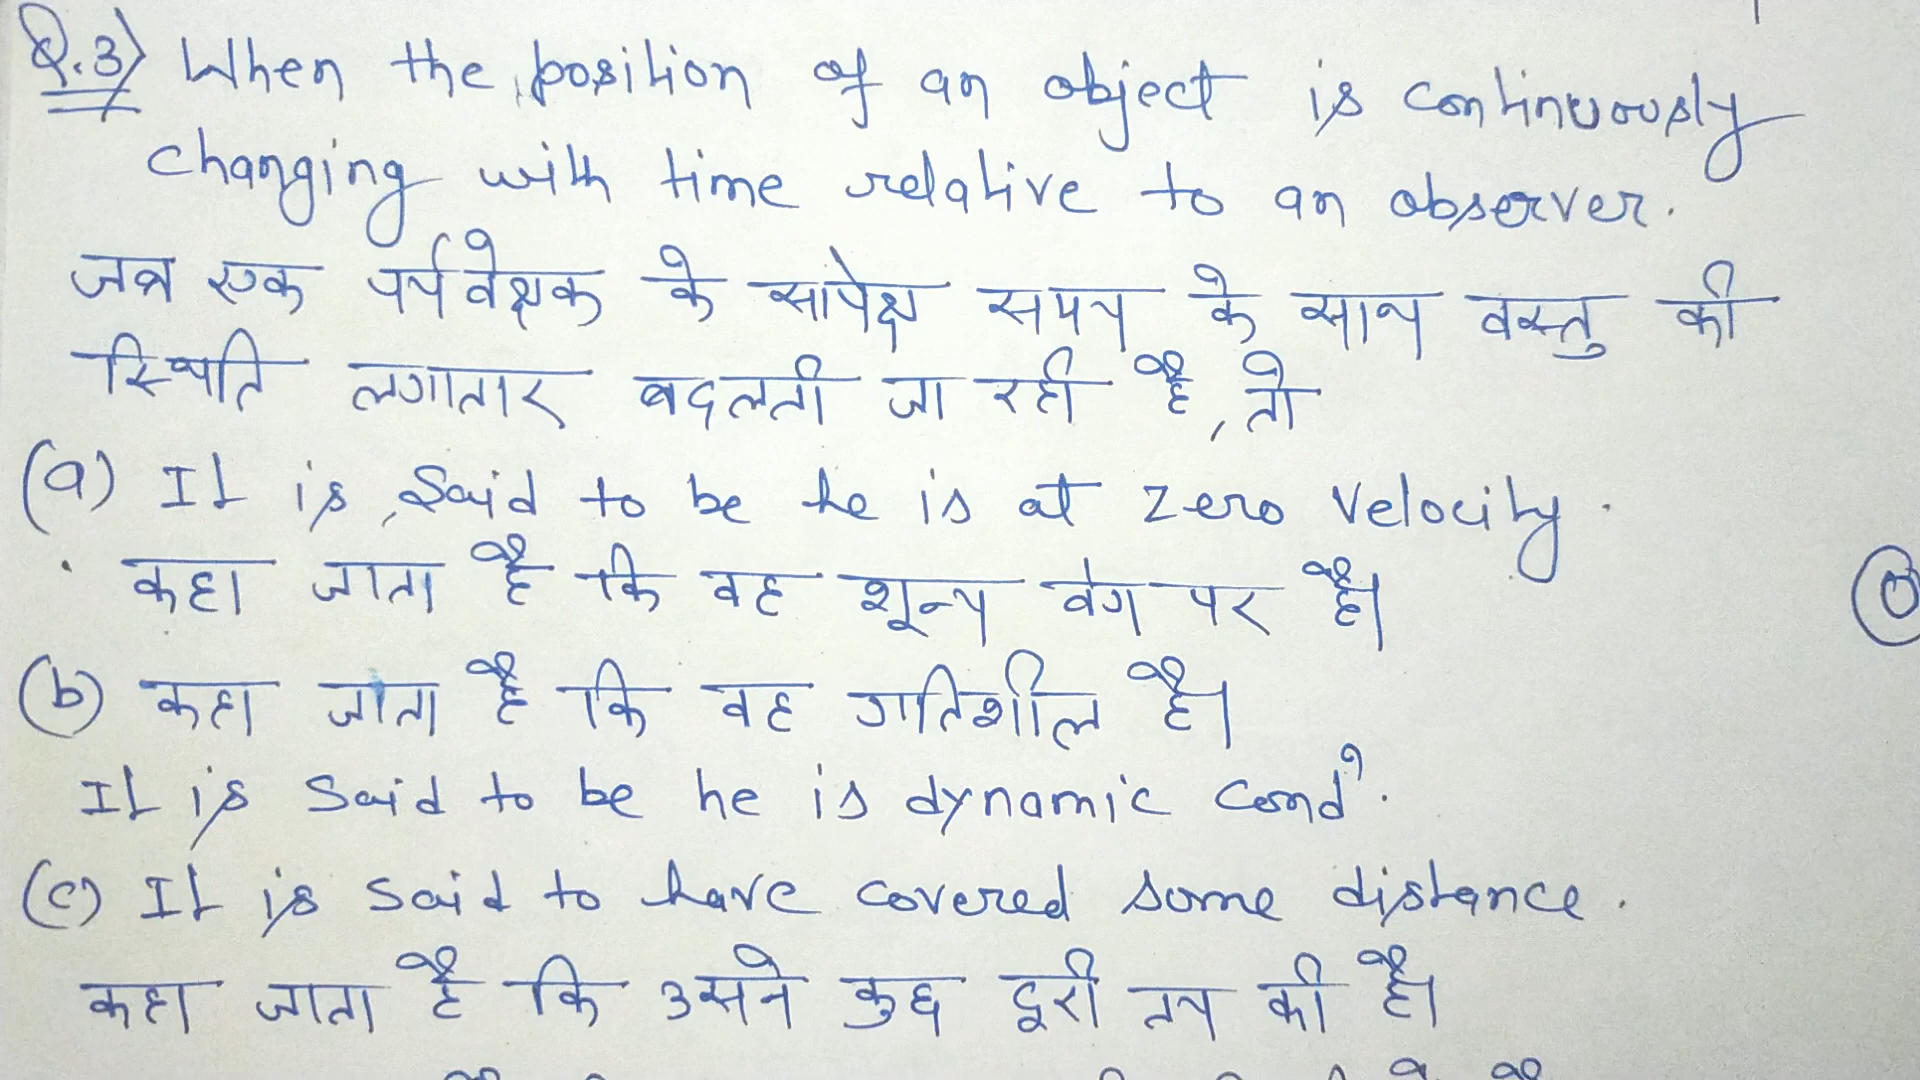 Q.3) When the position of an object is continuously
changing with time relative to an observer.
जब एक पर्यवेक्षक के सापेक्ष समय के साथ वस्तु की
स्थिति लगातार बदलती जा रही है, तो
(a) It is said to be he is at zero velocity.
कहा जाता है कि वह शून्य वेग पर है।
(b) कहा जाता है कि वह गतिशील है।
It is said to be he is dynamic condn.
(c) It is said to have covered some distance.
कहा जाता है कि उसने कुछ दूरी तय की है।